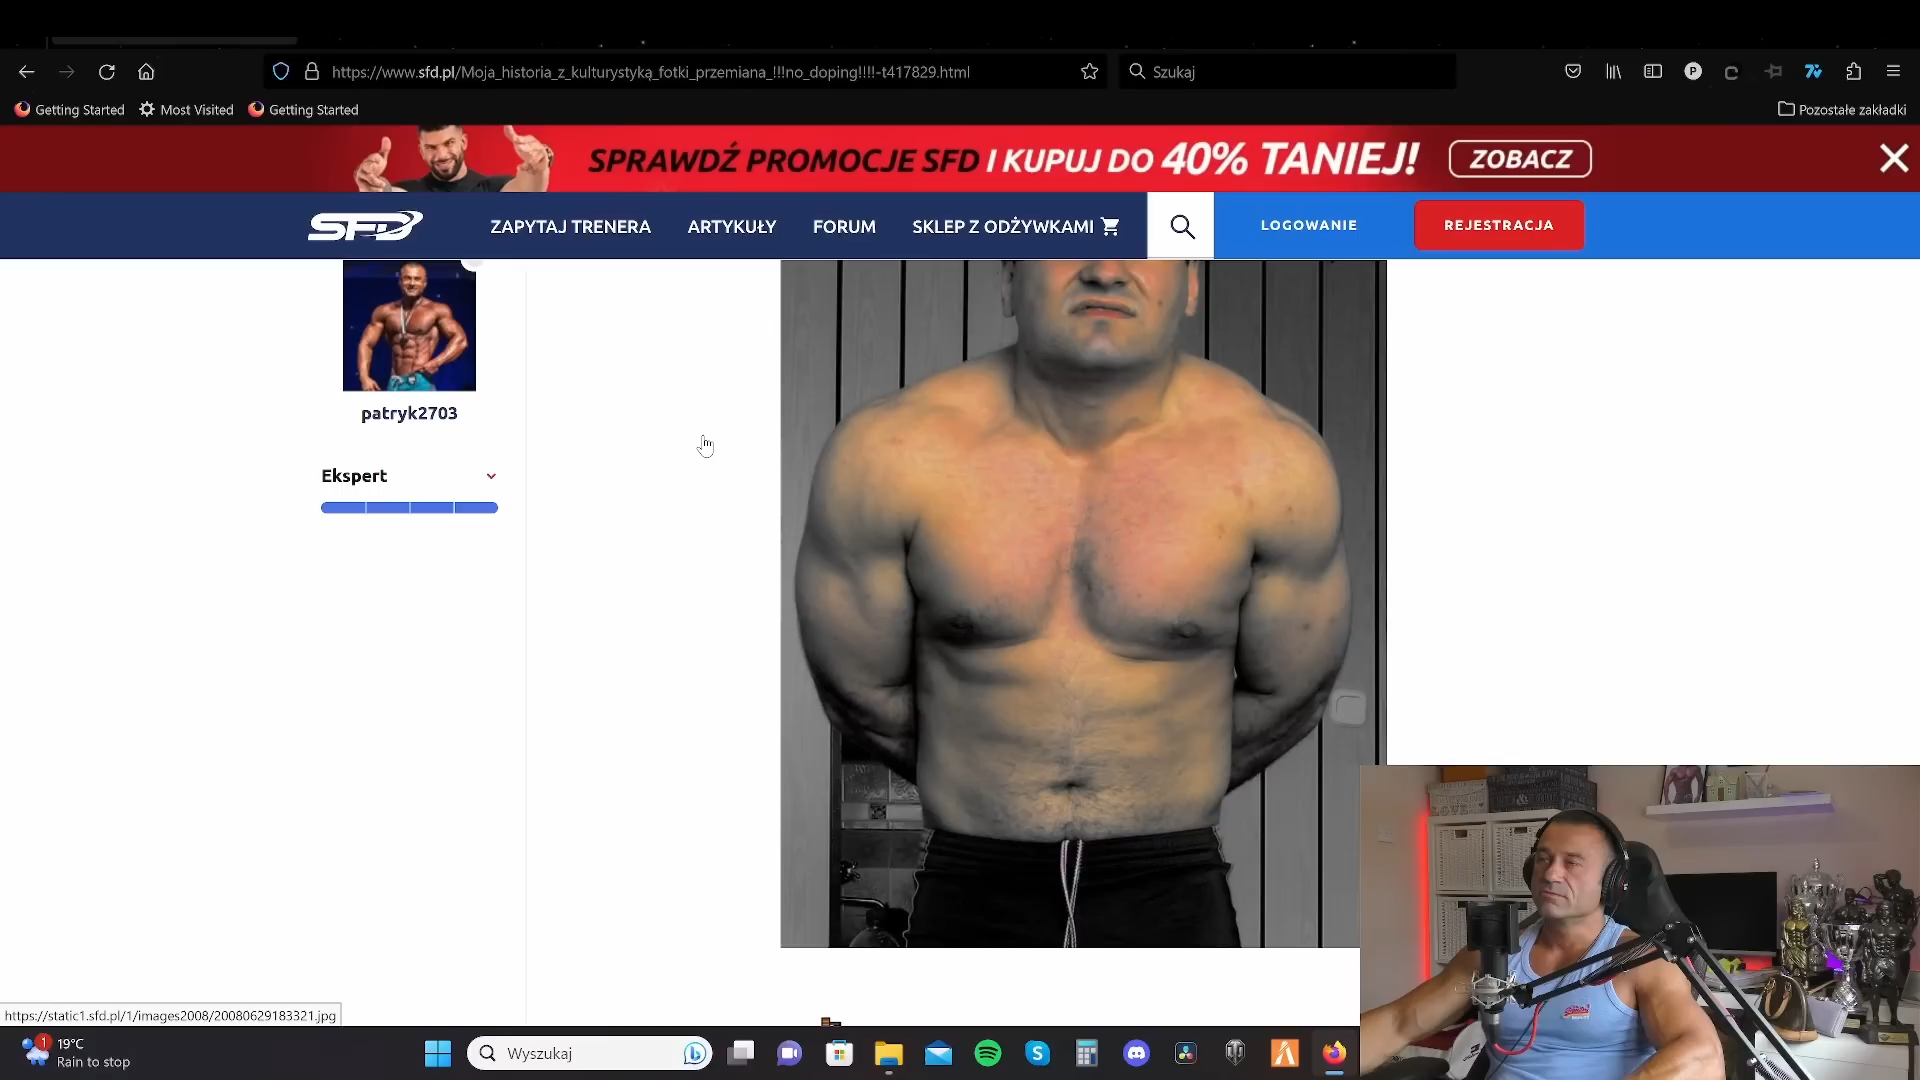 https://www.sfd.pl/Moja_historia_z_kulturystyką_fotki_przemiana_!!!no_doping!!!!-t417829.html
Szukaj
P
Getting Started
Most Visited
Getting Started
Pozostałe zakładki
SPRAWDŹ PROMOCJE SFD I KUPUJ DO 40% TANIEJ!
ZOBACZ
SFD
ZAPYTAJ TRENERA
ARTYKUŁY
FORUM
SKLEP Z ODŻYWKAMI
LOGOWANIE
REJESTRACJA
patryk2703
Ekspert
https://static1.sfd.pl/1/images2008/20080629183321.jpg
1
19°C
Rain to stop
Wyszukaj